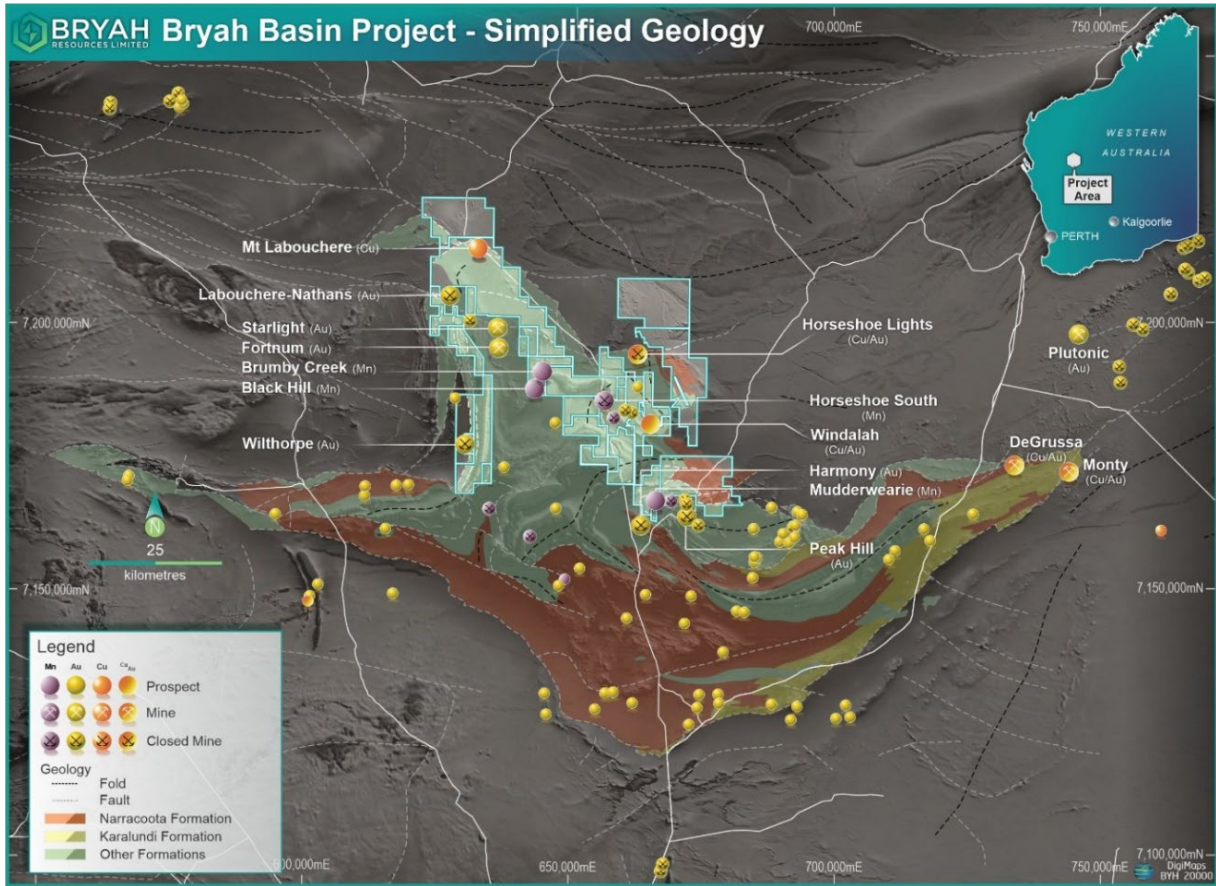 BRYAH
RESOURCES LIMITED
Bryah Basin Project - Simplified Geology
700,000mE
750,000mE
WESTERN
AUSTRALIA
Project
Area
Kalgoorlie
PERTH
Mt Labouchere (Cu)
Labouchere-Nathans (Au)
7,200,000mN
Starlight (Au)
Fortnum (Au)
Brumby Creek (Mn)
Black Hill (Mn)
Wilthorpe (Au)
Horseshoe Lights
(Cu/Au)
7,200,000mN
Plutonic
(Au)
Horseshoe South
(Mn)
Windalah
(Cu/Au)
Harmony (Au)
Mudderwearie (Mn)
DeGrussa
(Cu/Au)
Monty
(Cu/Au)
Peak Hill
(Au)
N
25
kilometres
7,150,000mN
7,150,000mN
Legend
Mn Au Cu Cu/Au
Prospect
Mine
Closed Mine
Geology
Fold
Fault
Narracoota Formation
Karalundi Formation
Other Formations
600,000mE
650,000mE
700,000mE
750,000mE
7,100,000mN
DigiMaps
BYH 20000